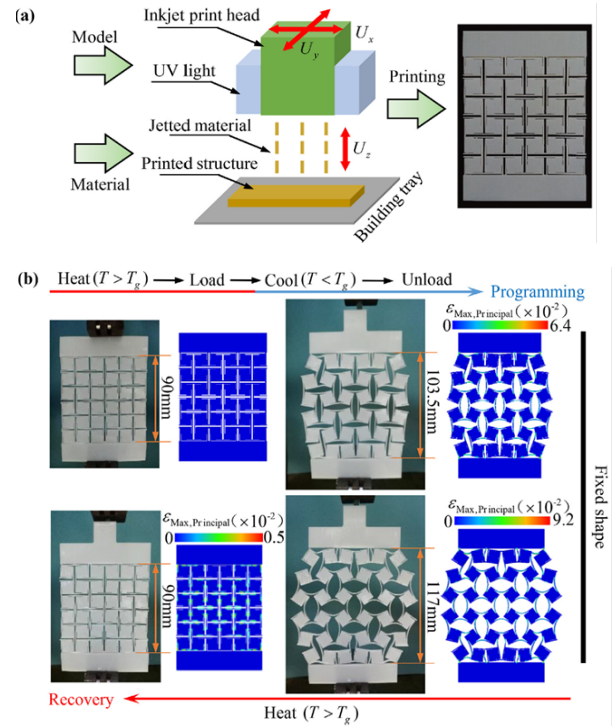 (a)
Inkjet print head
Model
U_x
U_y
UV light
Printing
Jetted material
U_z
Printed structure
Material
Building tray
(b)
Heat (T > T_g) Load Cool (T < T_g) Unload
Programming
ε_Max,Principal (×10^-2)
0 6.4
90mm
103.5mm
Fixed shape
ε_Max,Principal (×10^-2)
0 0.5
ε_Max,Principal (×10^-2)
0 9.2
90mm
117mm
Recovery
Heat (T > T_g)